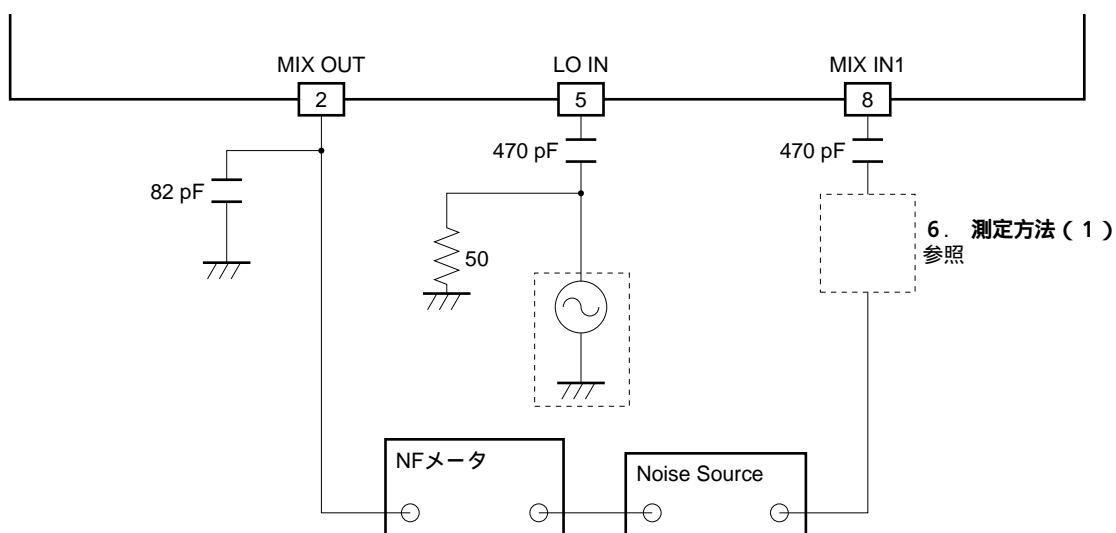 MIX OUT
LO IN
MIX IN1
2
5
8
82 pF
470 pF
470 pF
50
6. 測定方法（1）
参照
NFメータ
Noise Source